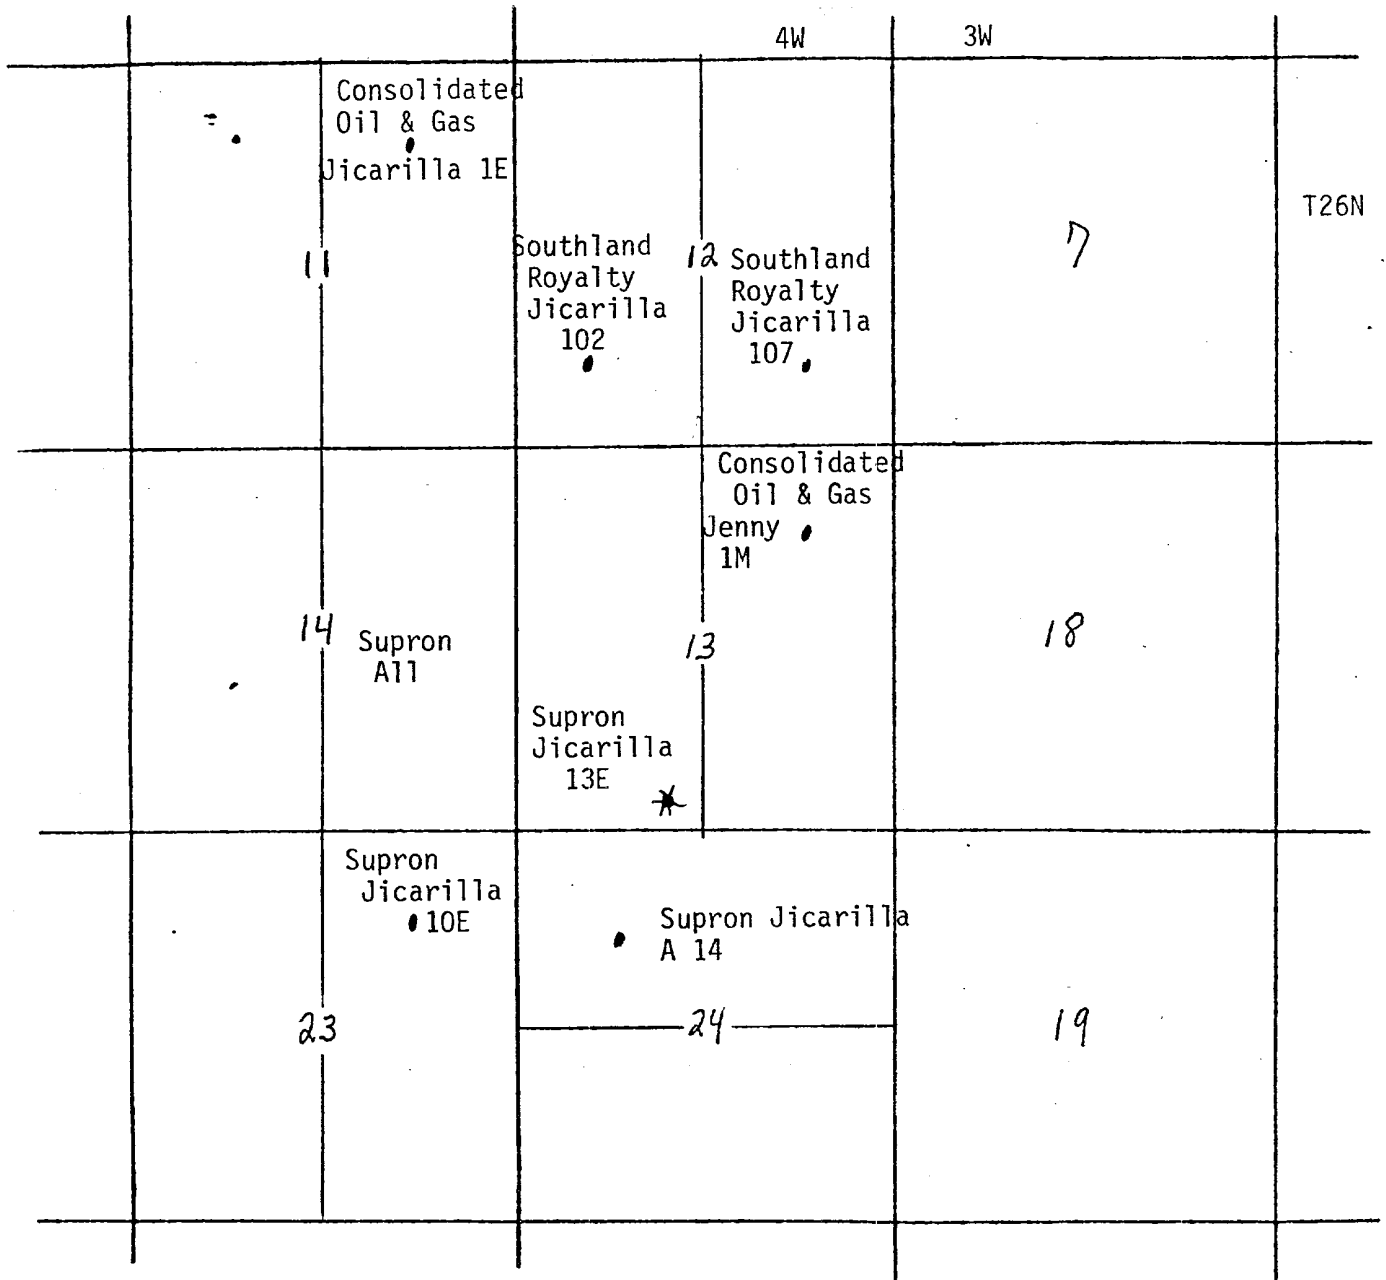 4W
3W
Consolidated
Oil & Gas
Jicarilla 1E
T26N
11
Southland
Royalty
Jicarilla
102
12
Southland
Royalty
Jicarilla
107
7
Consolidated
Oil & Gas
Jenny
1M
14
Supron
All
13
18
Supron
Jicarilla
13E
Supron
Jicarilla
10E
Supron Jicarilla
A 14
23
24
19